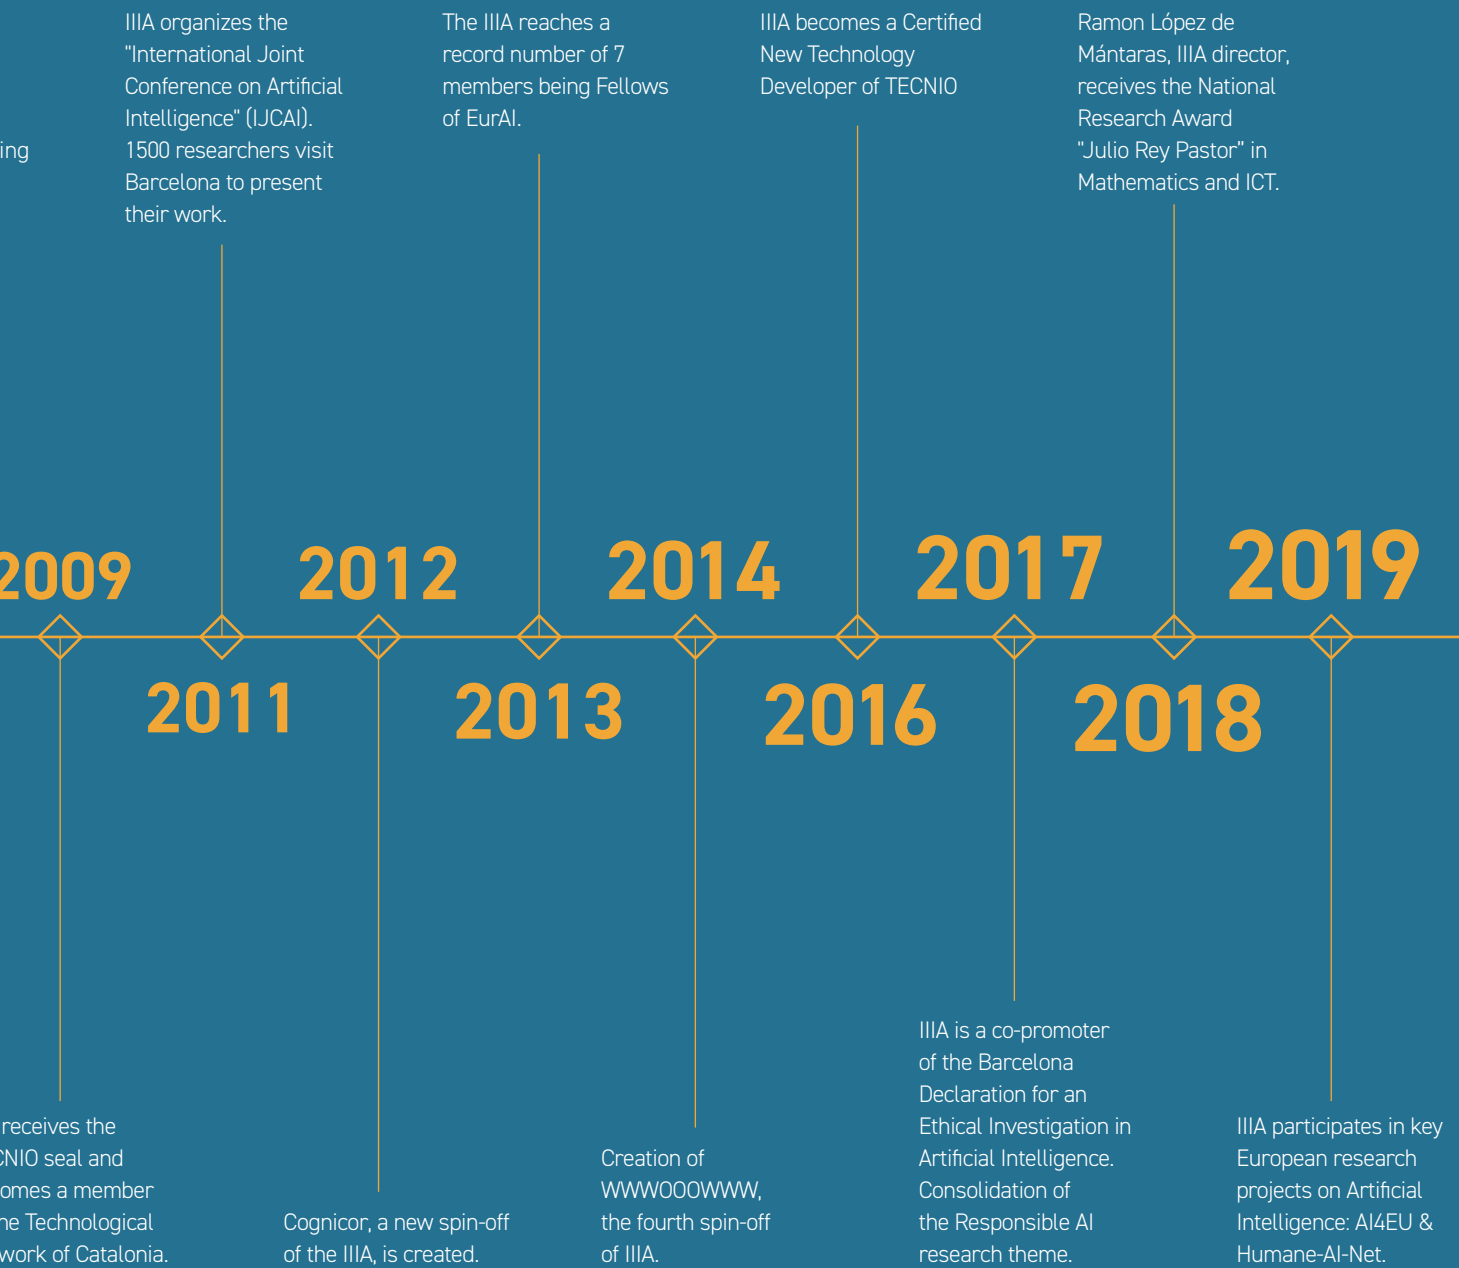 IIIA organizes the
"International Joint
Conference on Artificial
Intelligence" (IJCAI).
1500 researchers visit
Barcelona to present
their work.
The IIIA reaches a
record number of 7
members being Fellows
of EurAI.
IIIA becomes a Certified
New Technology
Developer of TECNIO
Ramon López de
Mántaras, IIIA director,
receives the National
Research Award
"Julio Rey Pastor" in
Mathematics and ICT.
2009
2012
2014
2017
2019
2011
2013
2016
2018
receives the
seal and
a member
Technological
of Catalonia.
Cognicor, a new spin-off
of the IIIA, is created.
Creation of
WWWOOOWWW,
the fourth spin-off
of IIIA.
IIIA is a co-promoter
of the Barcelona
Declaration for an
Ethical Investigation in
Artificial Intelligence.
Consolidation of
the Responsible AI
research theme.
IIIA participates in key
European research
projects on Artificial
Intelligence: AI4EU &
Humane-AI-Net.